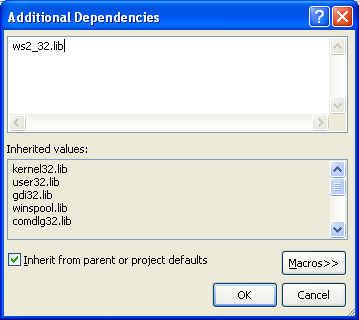 Additional Dependencies
ws2_32.lib
Inherited values:
kernel32.lib
user32.lib
gdi32.lib
winspool.lib
comdlg32.lib
Inherit from parent or project defaults
Macros>>
OK
Cancel